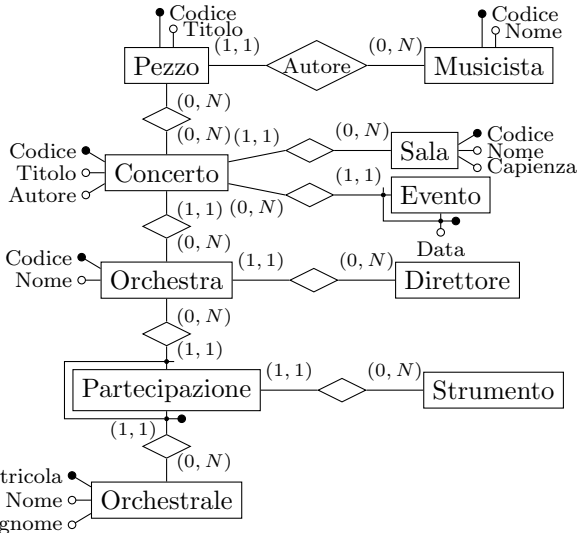 Codice
Titolo
Codice
Nome
Pezzo
(1, 1)
Autore
(0, N)
Musicista
(0, N)
(0, N)
(1, 1)
(0, N)
Codice
Titolo
Autore
Concerto
Sala
Codice
Nome
Capienza
(1, 1)
(1, 1)
(0, N)
Evento
Data
(0, N)
Codice
Nome
Orchestra
(1, 1)
(0, N)
Direttore
(0, N)
(1, 1)
Partecipazione
(1, 1)
(0, N)
Strumento
(1, 1)
(0, N)
tricola
Nome
gnome
Orchestrale